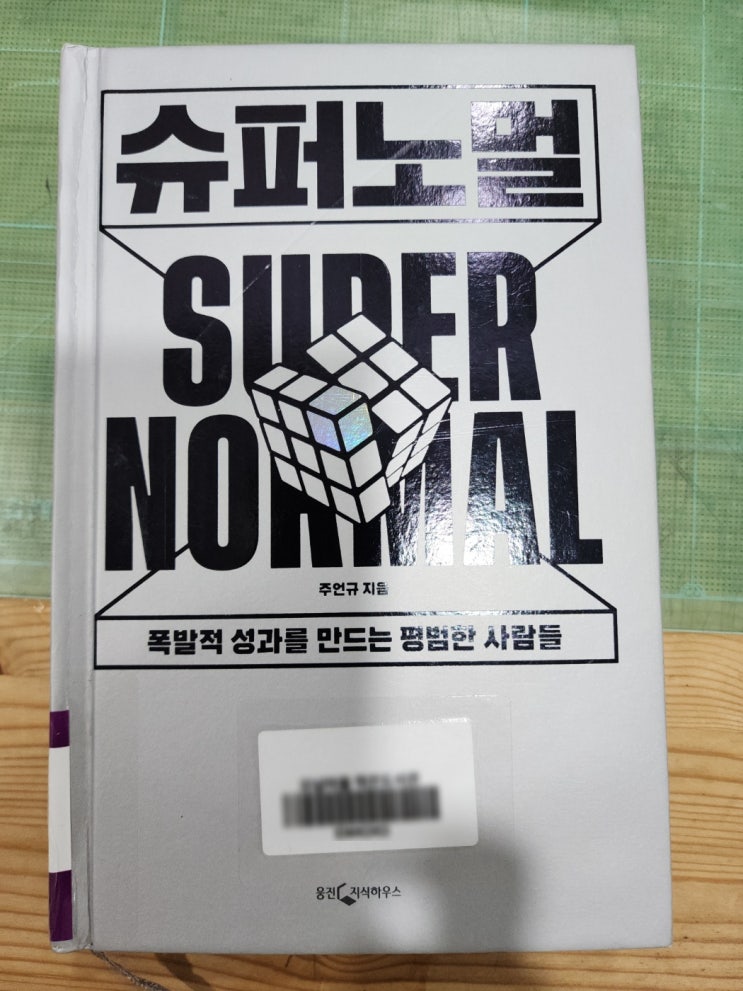 슈퍼노멀
SUPER
NORMAL
주언규 지음
폭발적 성과를 만드는 평범한 사람들
웅진 지식하우스